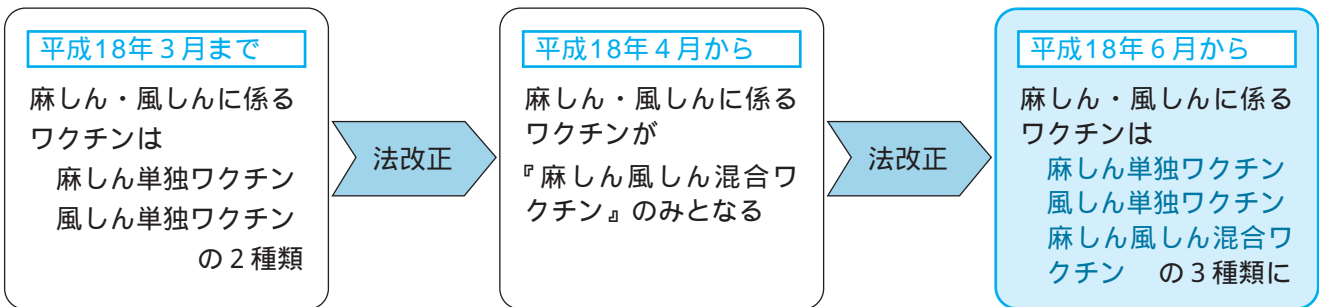 平成18年３月まで
麻しん・風しんに係る
ワクチンは
麻しん単独ワクチン
風しん単独ワクチン
の２種類
法改正
平成18年４月から
麻しん・風しんに係る
ワクチンが
『麻しん風しん混合ワ
クチン』のみとなる
法改正
平成18年６月から
麻しん・風しんに係る
ワクチンは
麻しん単独ワクチン
風しん単独ワクチン
麻しん風しん混合ワ
クチン　の３種類に